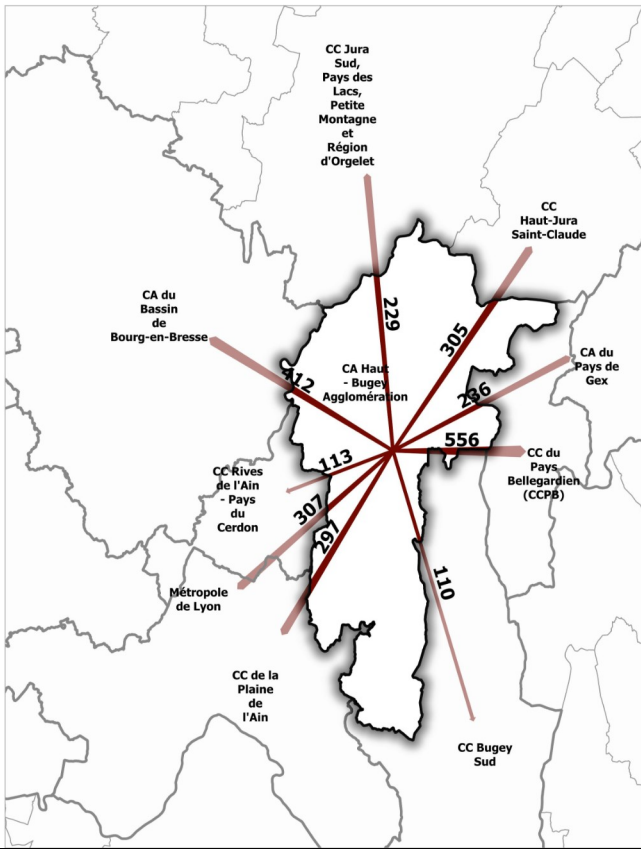 CC Jura
Sud,
Pays des
Lacs,
Petite
Montagne
et
Région
d'Orgelet
CC
Haut-Jura
Saint-Claude
CA du
Bassin
de
Bourg-en-Bresse
229
305
CA du
Pays de
Gex
412
CA Haut
- Bugey
Agglomération
236
556
CC du
Pays
Bellegardien
(CCPB)
113
CC Rives
de l'Ain
- Pays
du
Cerdon
307
297
110
Métropole
de Lyon
CC de la
Plaine
de
l'Ain
CC Bugey
Sud